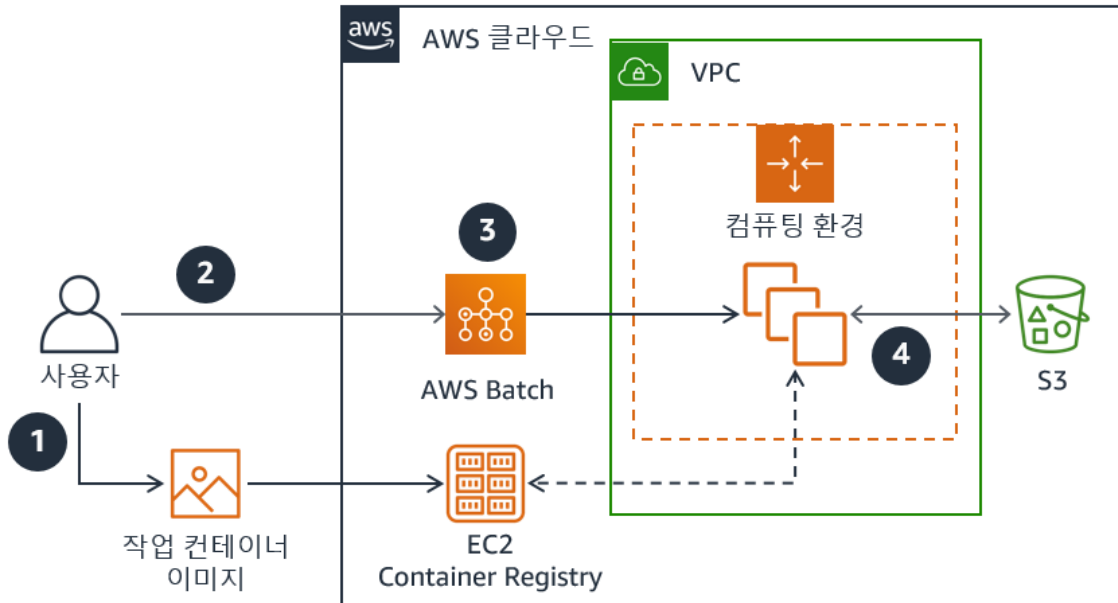 aws
AWS 클라우드
VPC
컴퓨팅 환경
3
2
사용자
AWS Batch
4
S3
1
작업 컨테이너
이미지
EC2
Container Registry